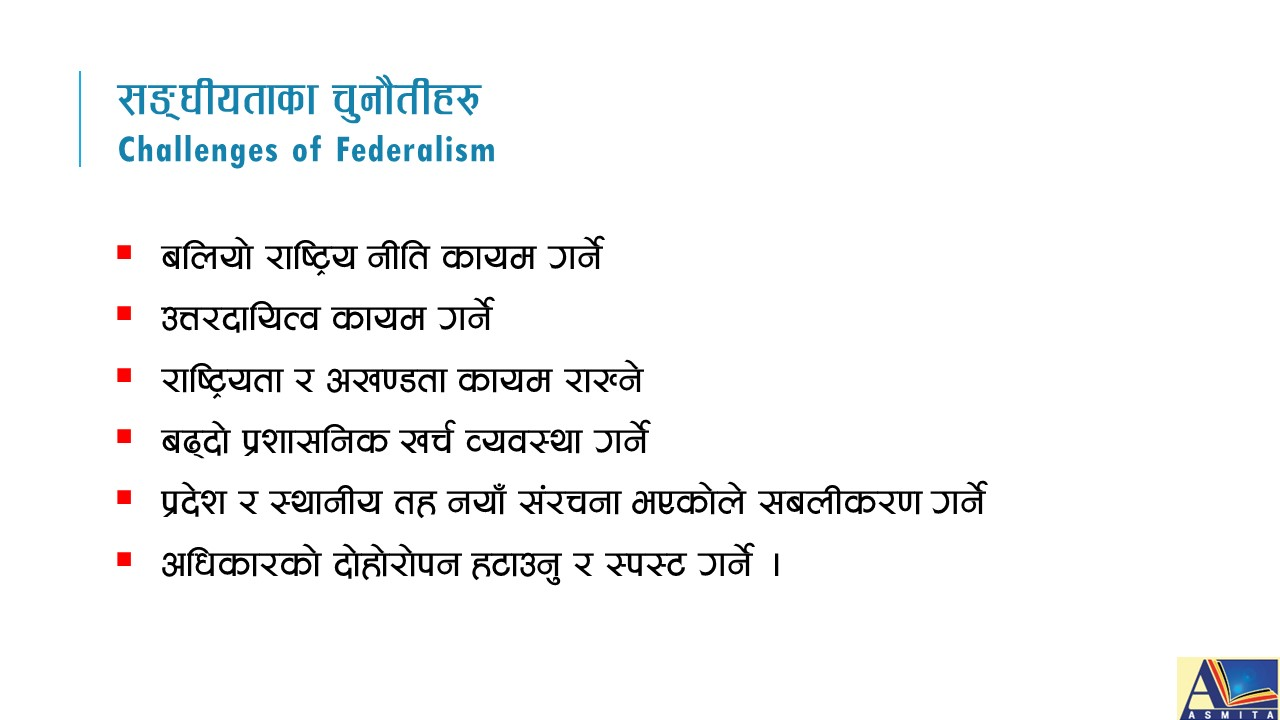 सङ्घीयताका चुनौतीहरु
Challenges of Federalism
▪ बलियो राष्ट्रिय नीति कायम गर्ने
▪ उत्तरदायित्व कायम गर्ने
▪ राष्ट्रियता र अखण्डता कायम राख्ने
▪ बढ्दो प्रशासनिक खर्च व्यवस्था गर्ने
▪ प्रदेश र स्थानीय तह नयाँ संरचना भएकोले सबलीकरण गर्ने
▪ अधिकारको दोहोरोपन हटाउनु र स्पस्ट गर्ने ।
ASMITA